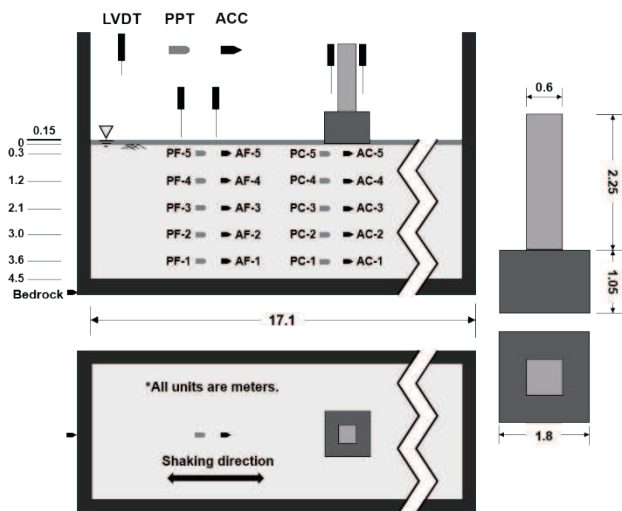 LVDT PPT ACC
0.15
0
0.3 PF-5 AF-5 PC-5 AC-5
1.2 PF-4 AF-4 PC-4 AC-4
2.1 PF-3 AF-3 PC-3 AC-3
3.0 PF-2 AF-2 PC-2 AC-2
3.6 PF-1 AF-1 PC-1 AC-1
4.5
Bedrock
17.1
0.6
2.25
1.05
1.8
*All units are meters.
Shaking direction